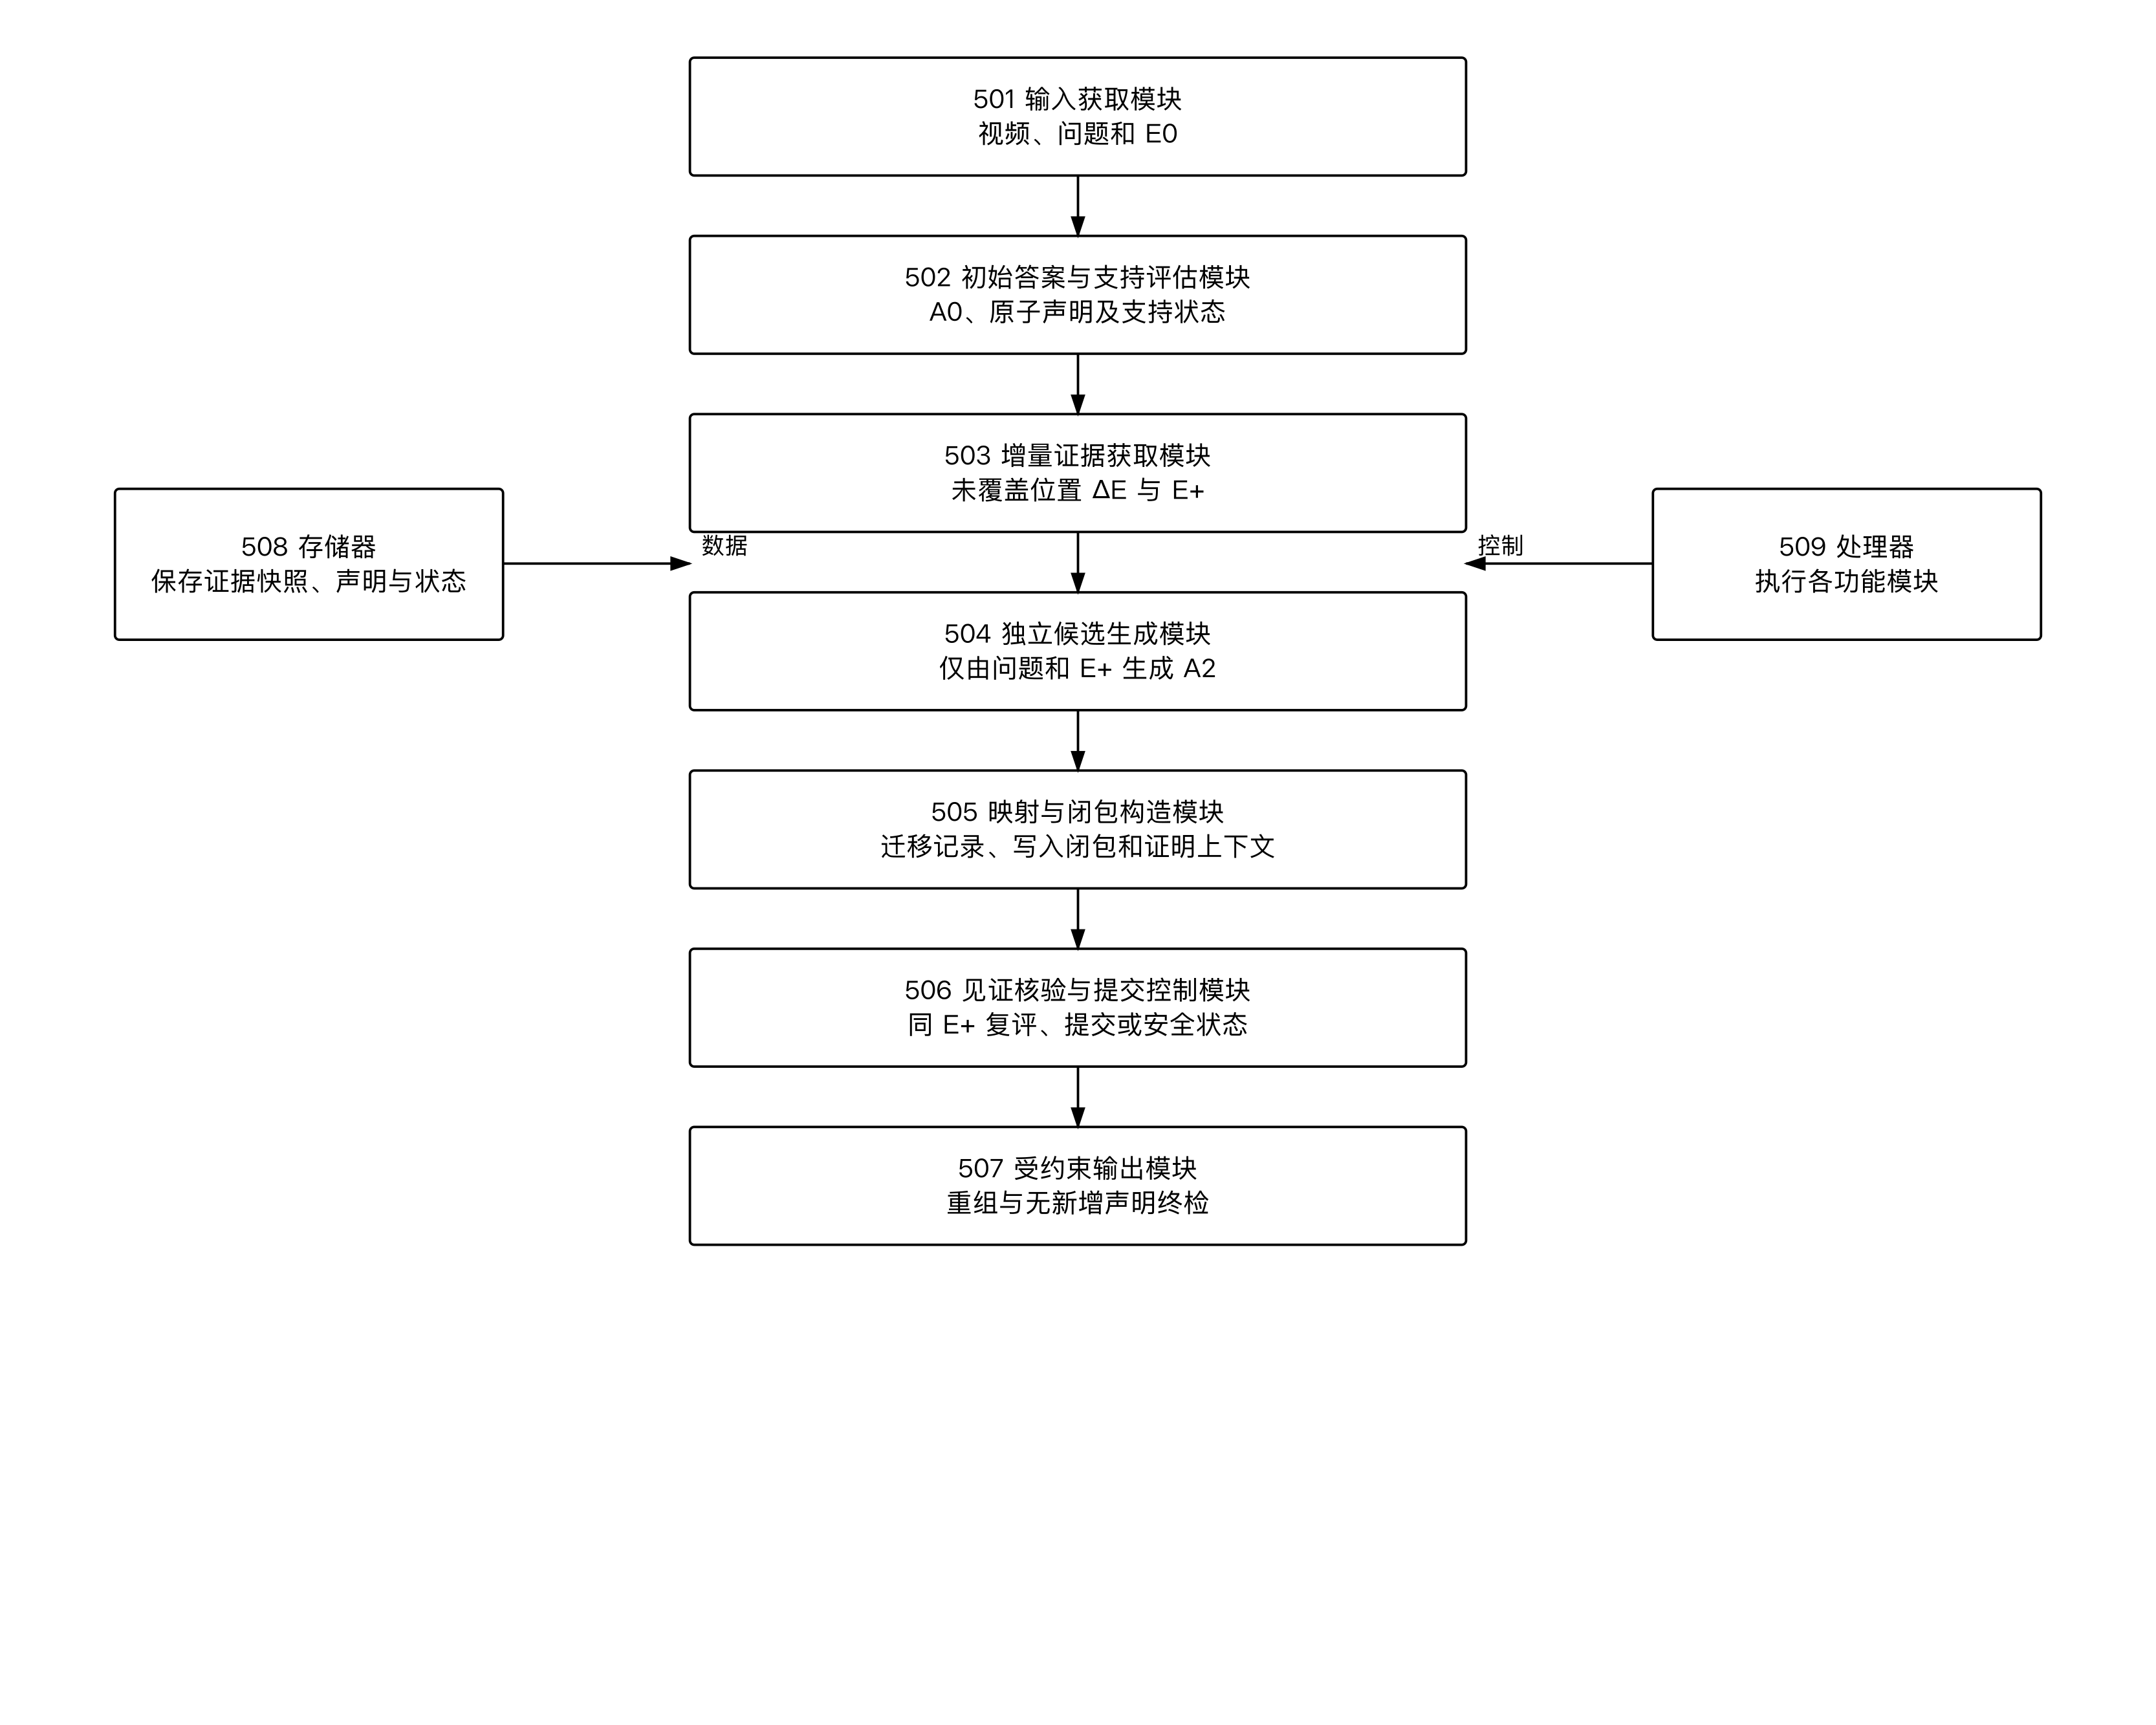 501 输入获取模块
视频、问题和 E0
502 初始答案与支持评估模块
A0、原子声明及支持状态
503 增量证据获取模块
未覆盖位置 ΔE 与 E+
508 存储器
保存证据快照、声明与状态
数据
控制
509 处理器
执行各功能模块
504 独立候选生成模块
仅由问题和 E+ 生成 A2
505 映射与闭包构造模块
迁移记录、写入闭包和证明上下文
506 见证核验与提交控制模块
同 E+ 复评、提交或安全状态
507 受约束输出模块
重组与无新增声明终检